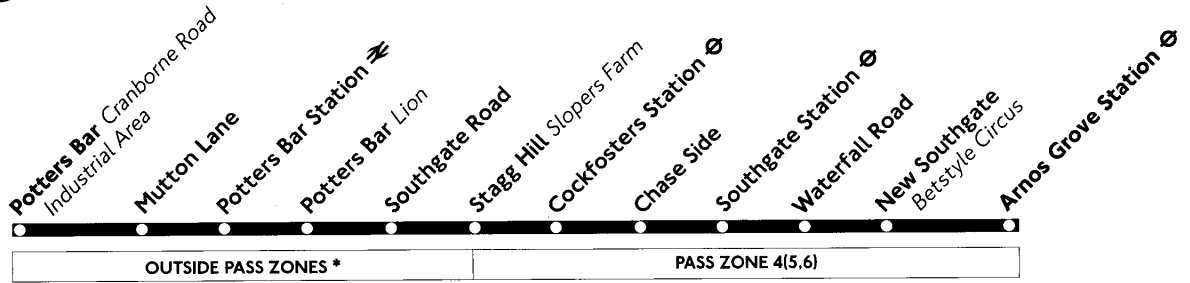 Potters Bar Cranborne Road
Industrial Area
Mutton Lane
Potters Bar Station
Potters Bar Lion
Southgate Road
Stagg Hill Slopers Farm
Cockfosters Station
Chase Side
Southgate Station
Waterfall Road
New Southgate
Betstyle Circus
Arnos Grove Station
OUTSIDE PASS ZONES *
PASS ZONE 4(5,6)